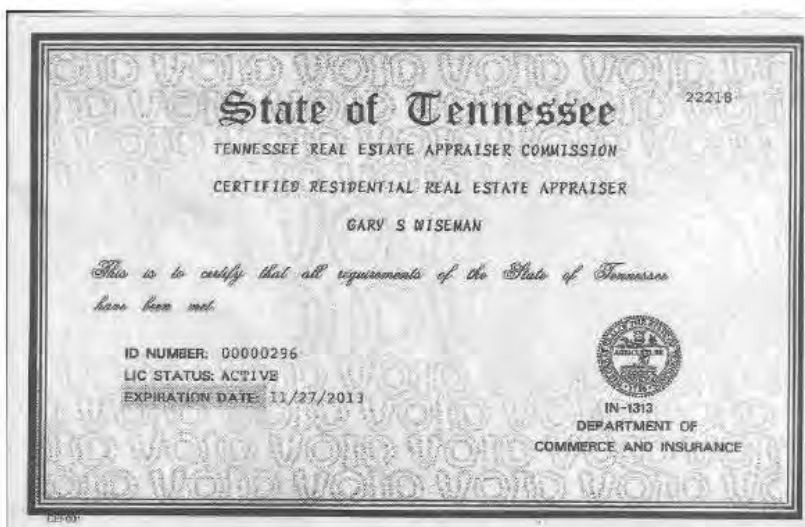 State of Tennessee
22218
TENNESSEE REAL ESTATE APPRAISER COMMISSION
CERTIFIED RESIDENTIAL REAL ESTATE APPRAISER
GARY S WISEMAN
This is to certify that all requirements of the State of Tennessee
have been met.
ID NUMBER: 00000296
LIC STATUS: ACTIVE
EXPIRATION DATE: 11/27/2013
AGRICULTURE
IN-1313
DEPARTMENT OF
COMMERCE AND INSURANCE